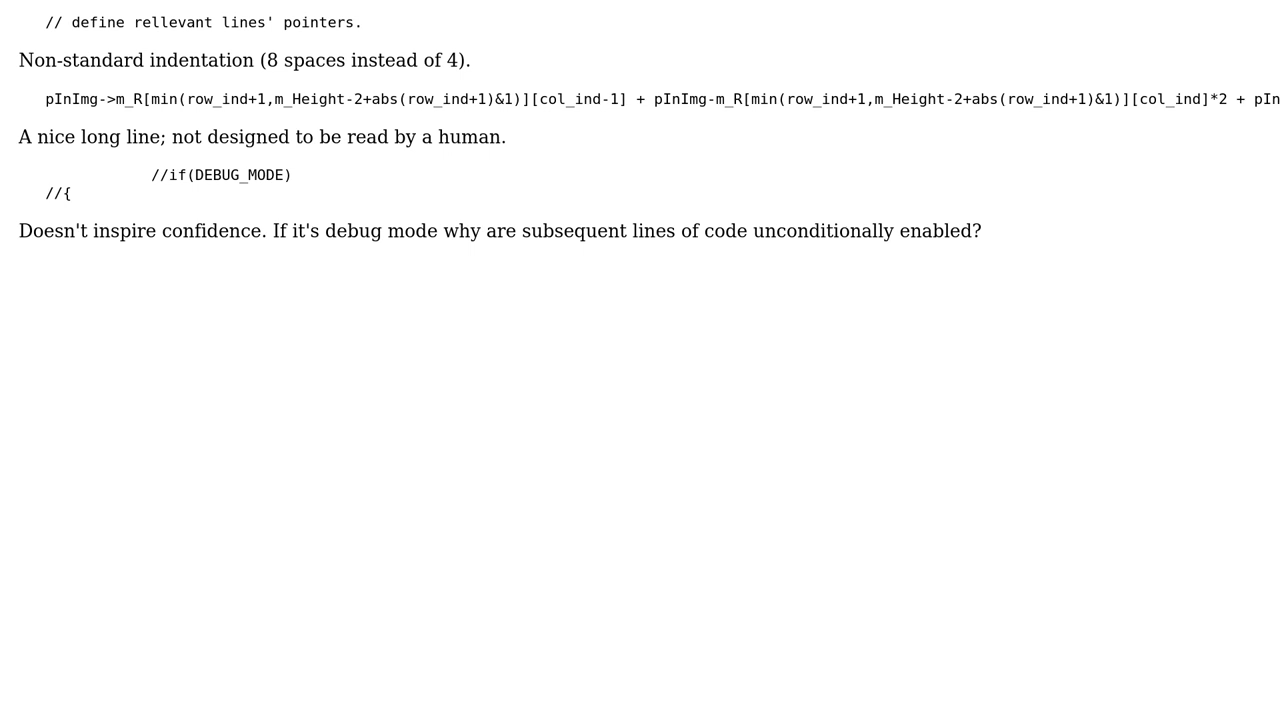 // define rellevant lines' pointers.
Non-standard indentation (8 spaces instead of 4).
pInImg->m_R[min(row_ind+1,m_Height-2+abs(row_ind+1)&1)][col_ind-1] + pInImg-m_R[min(row_ind+1,m_Height-2+abs(row_ind+1)&1)][col_ind]*2 + pIn
A nice long line; not designed to be read by a human.
//if(DEBUG_MODE)
//{
Doesn't inspire confidence. If it's debug mode why are subsequent lines of code unconditionally enabled?